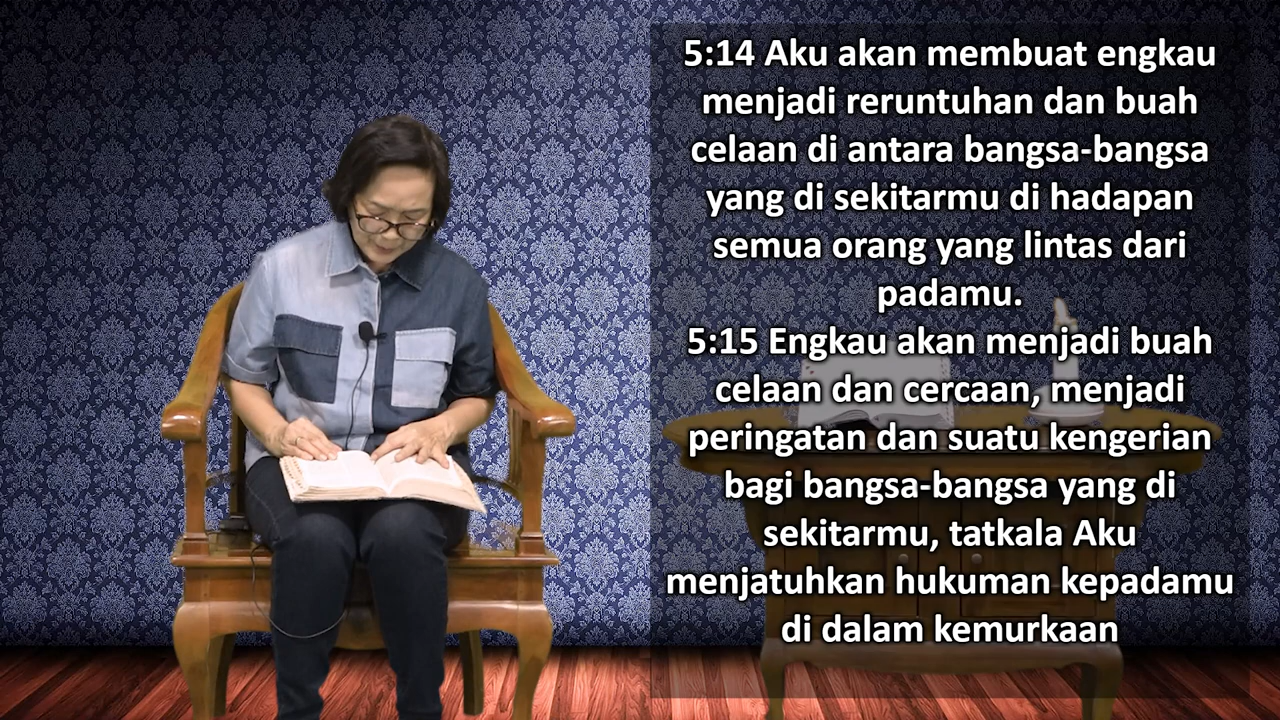 5:14 Aku akan membuat engkau
menjadi reruntuhan dan buah
celaan di antara bangsa-bangsa
yang di sekitarmu di hadapan
semua orang yang lintas dari
padamu.
5:15 Engkau akan menjadi buah
celaan dan cercaan, menjadi
peringatan dan suatu kengerian
bagi bangsa-bangsa yang di
sekitarmu, tatkala Aku
menjatuhkan hukuman kepadamu
di dalam kemurkaan